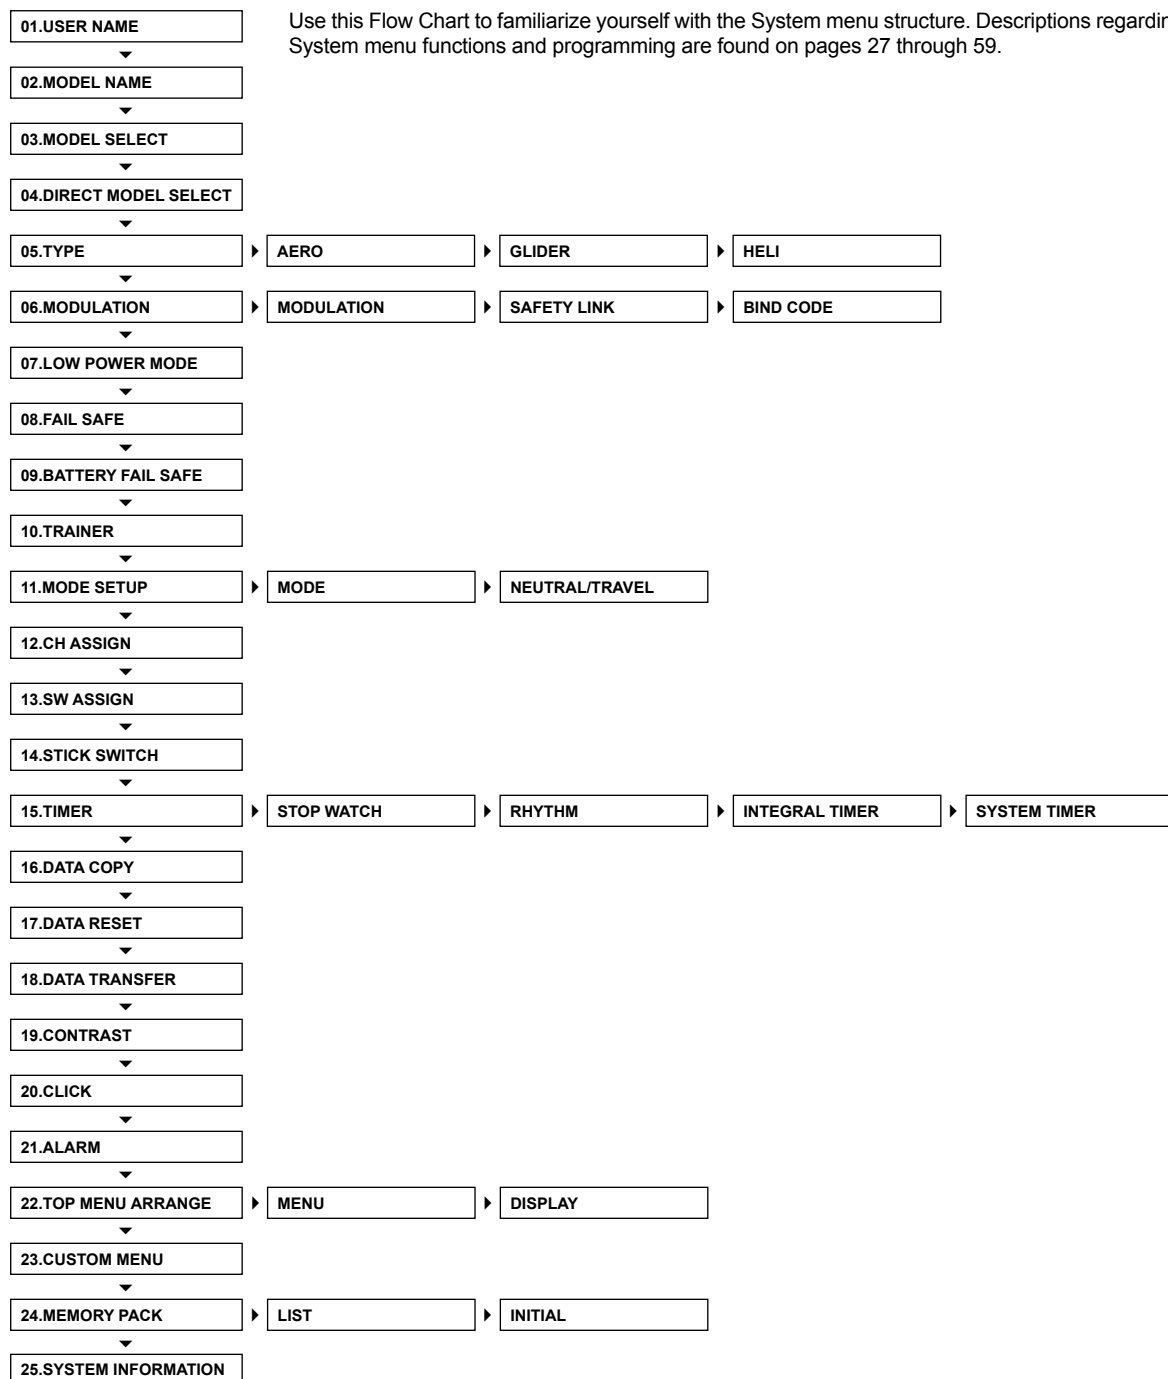 01.USER NAME
Use this Flow Chart to familiarize yourself with the System menu structure. Descriptions
System menu functions and programming are found on pages 27 through 59.
02.MODEL NAME
03.MODEL SELECT
04.DIRECT MODEL SELECT
05.TYPE AERO GLIDER HELI
06.MODULATION MODULATION SAFETY LINK BIND CODE
07.LOW POWER MODE
08.FAIL SAFE
09.BATTERY FAIL SAFE
10.TRAINER
11.MODE SETUP MODE NEUTRAL/TRAVEL
12.CH ASSIGN
13.SW ASSIGN
14.STICK SWITCH
15.TIMER STOP WATCH RHYTHM INTEGRAL TIMER SYSTEM TIMER
16.DATA COPY
17.DATA RESET
18.DATA TRANSFER
19.CONTRAST
20.CLICK
21.ALARM
22.TOP MENU ARRANGE MENU DISPLAY
23.CUSTOM MENU
24.MEMORY PACK LIST INITIAL
25.SYSTEM INFORMATION